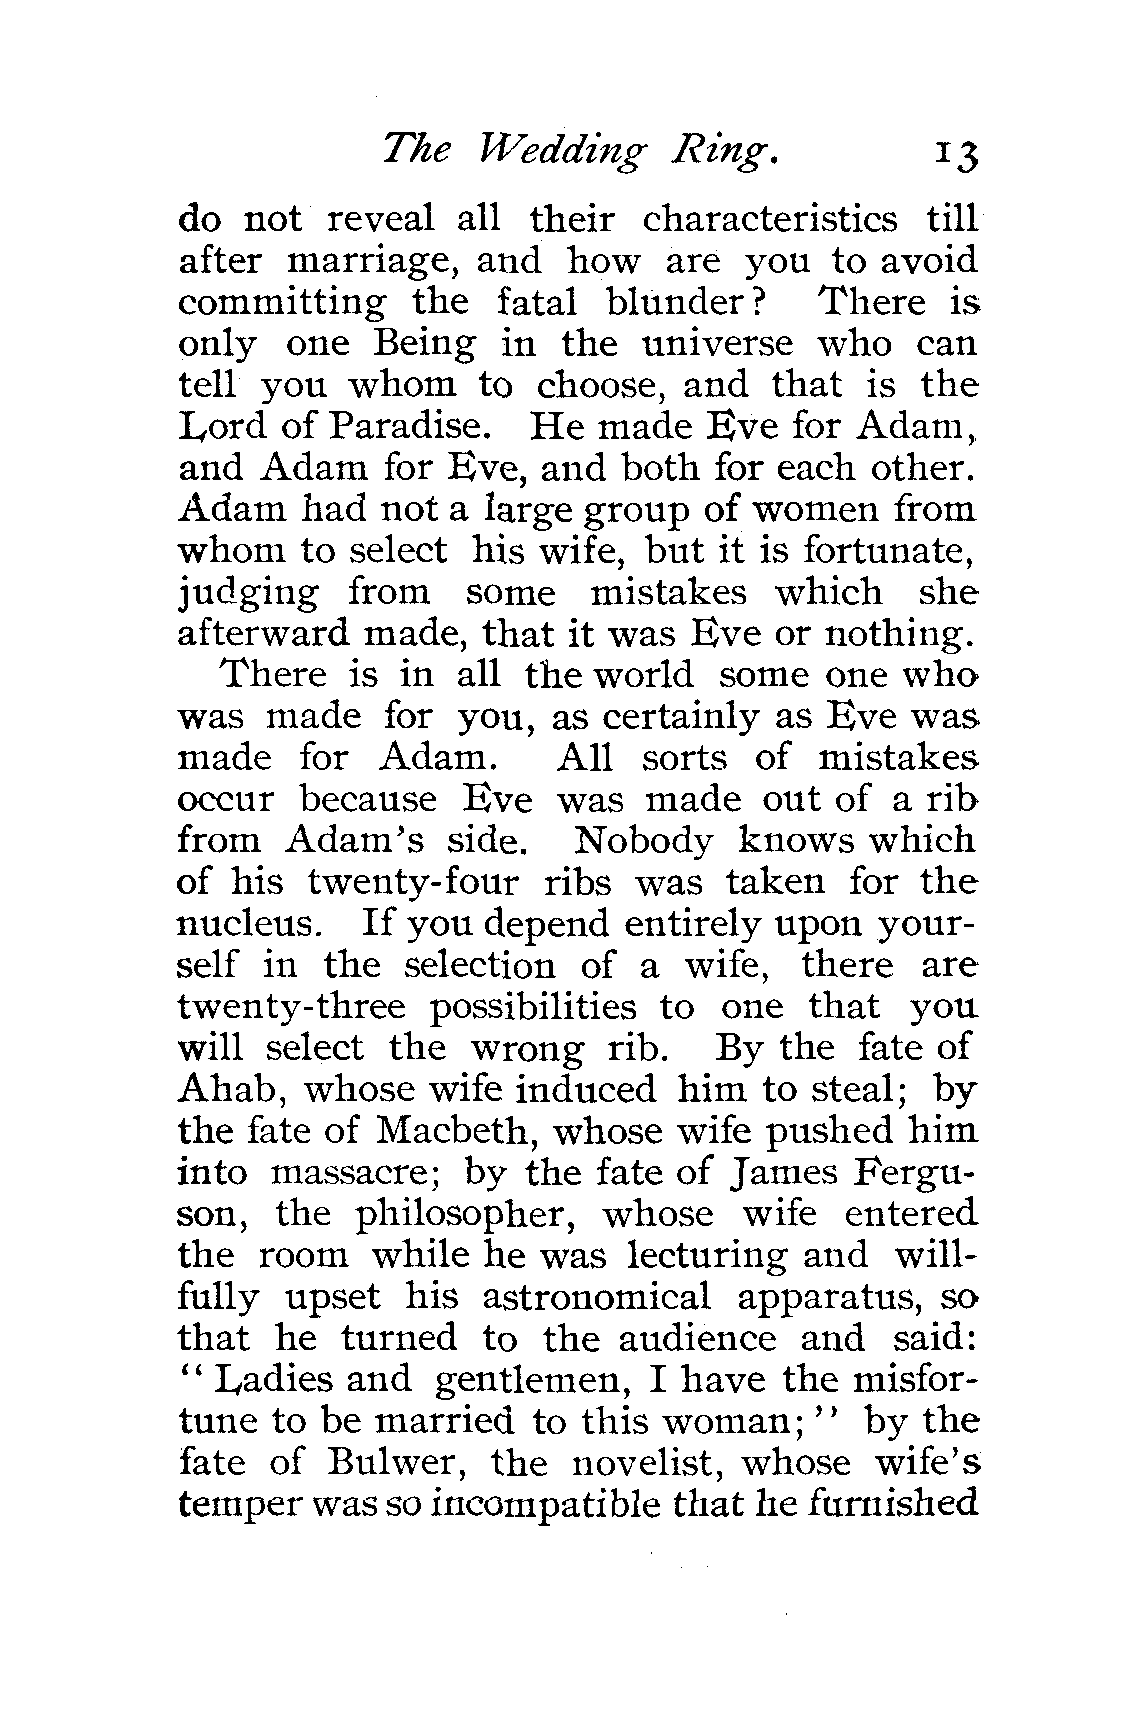 The Wedding Ring. 13
do not reveal all their characteristics till
after marriage, and how are you to avoid
committing the fatal blunder? There is
only one Being in the universe who can
tell you whom to choose, and that is the
Lord of Paradise. He made Eve for Adam,
and Adam for Eve, and both for each other.
Adam had not a large group of women from
whom to select his wife, but it is fortunate,
judging from some mistakes which she
afterward made, that it was Eve or nothing.
There is in all the world some one who
was made for you, as certainly as Eve was
made for Adam. All sorts of mistakes
occur because Eve was made out of a rib
from Adam's side. Nobody knows which
of his twenty-four ribs was taken for the
nucleus. If you depend entirely upon your-
self in the selection of a wife, there are
twenty-three possibilities to one that you
will select the wrong rib. By the fate of
Ahab, whose wife induced him to steal; by
the fate of Macbeth, whose wife pushed him
into massacre; by the fate of James Fergu-
son, the philosopher, whose wife entered
the room while he was lecturing and will-
fully upset his astronomical apparatus, so
that he turned to the audience and said:
“Ladies and gentlemen, I have the misfor-
tune to be married to this woman;” by the
fate of Bulwer, the novelist, whose wife's
temper was so incompatible that he furnished